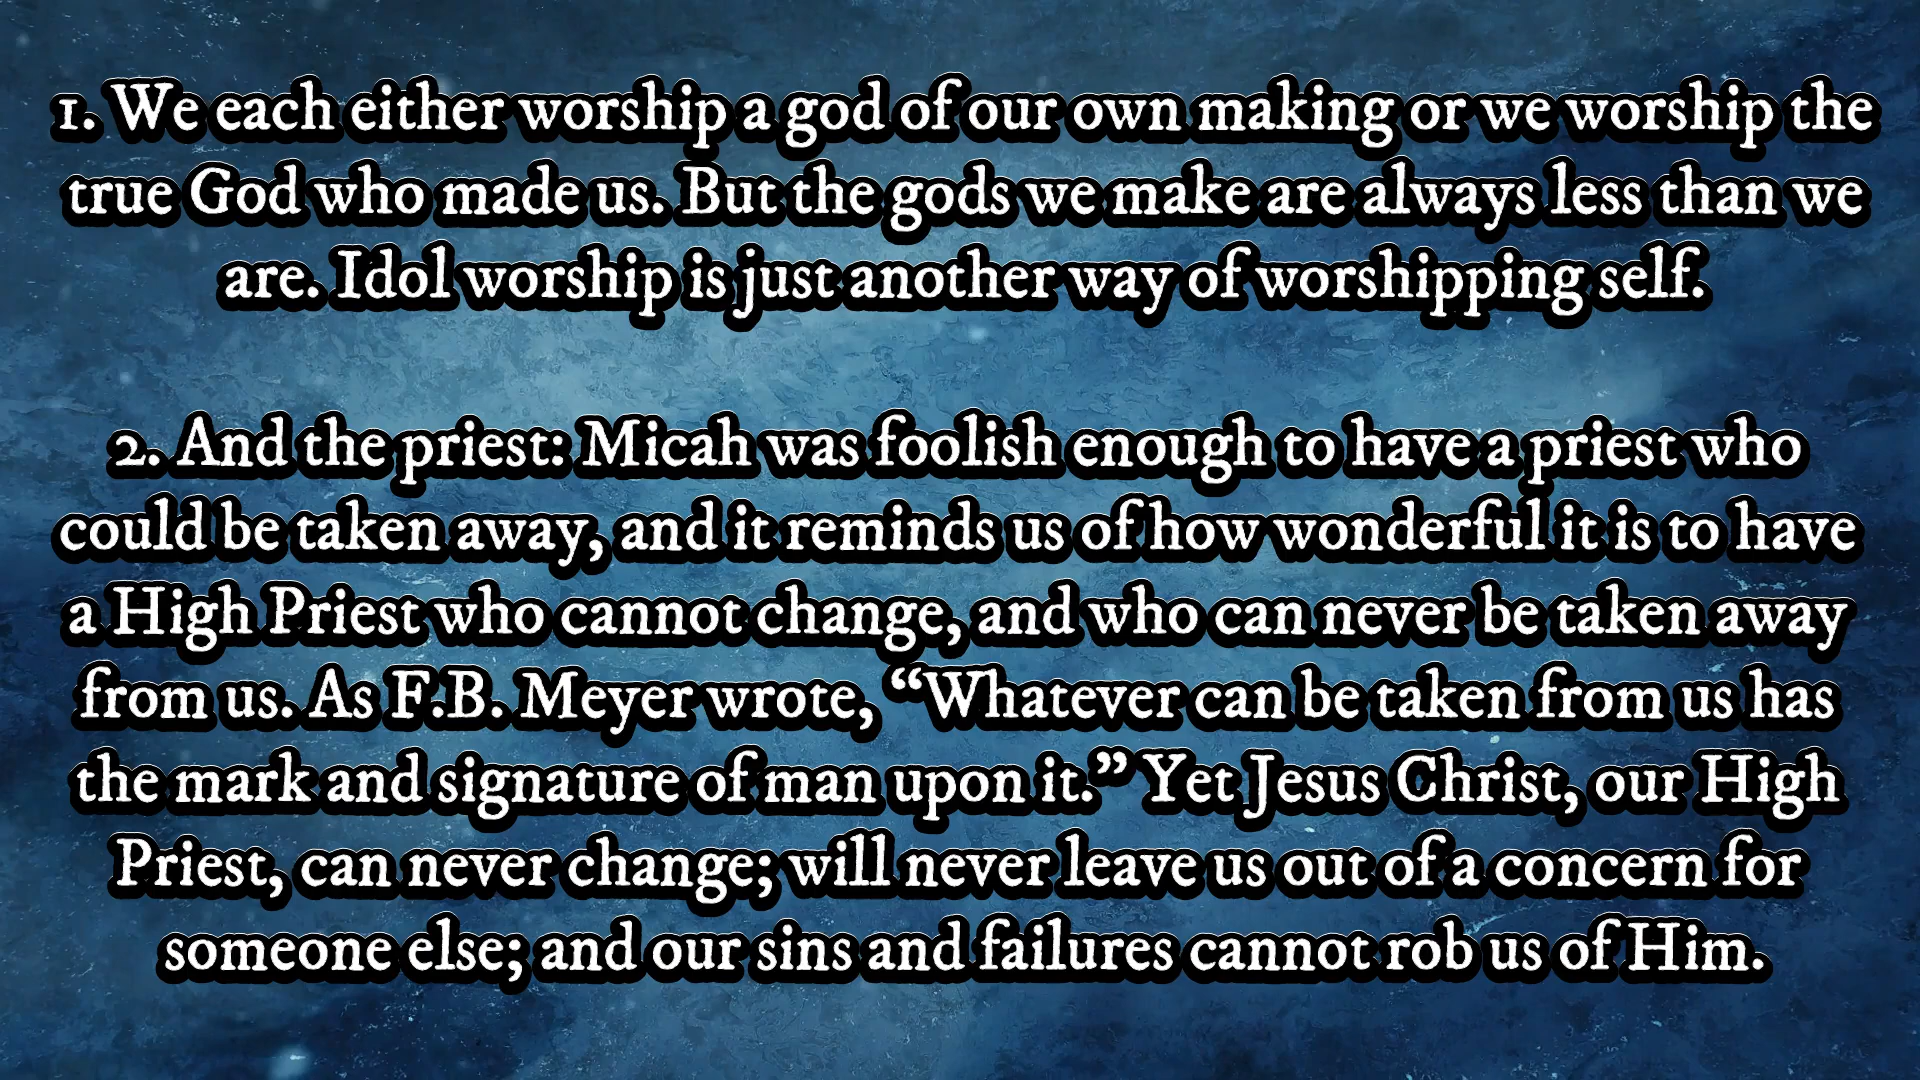 1. We each either worship a god of our own making or we worship the
true God who made us. But the gods we make are always less than we
are. Idol worship is just another way of worshipping self.
2. And the priest: Micah was foolish enough to have a priest who
could be taken away, and it reminds us of how wonderful it is to have
a High Priest who cannot change, and who can never be taken away
from us. As F.B. Meyer wrote, “Whatever can be taken from us has
the mark and signature of man upon it.” Yet Jesus Christ, our High
Priest, can never change; will never leave us out of a concern for
someone else; and our sins and failures cannot rob us of Him.